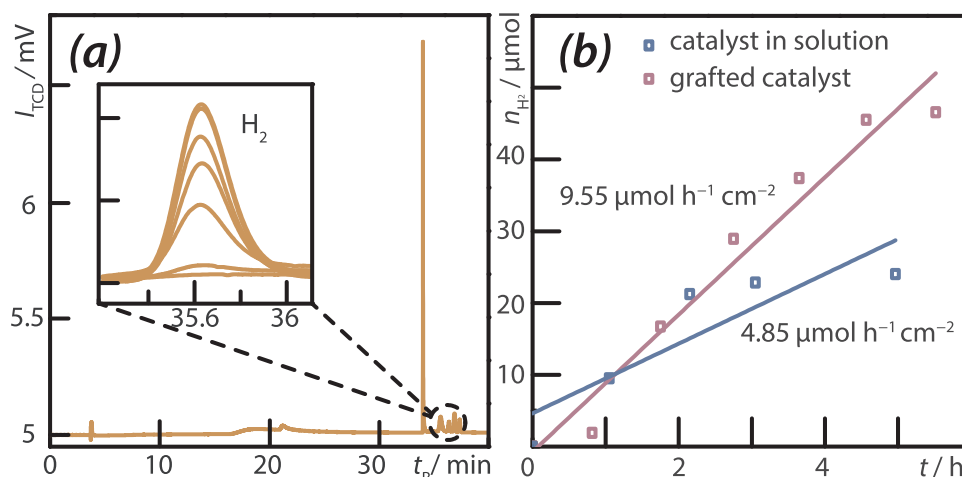 (a)
I_TCD / mV
6
5.5
5
0
10
20
30
t_R / min
H₂
35.6
36
(b)
n_H² / μmol
catalyst in solution
grafted catalyst
40
30
20
10
9.55 μmol h⁻¹ cm⁻²
4.85 μmol h⁻¹ cm⁻²
0
2
4
t / h